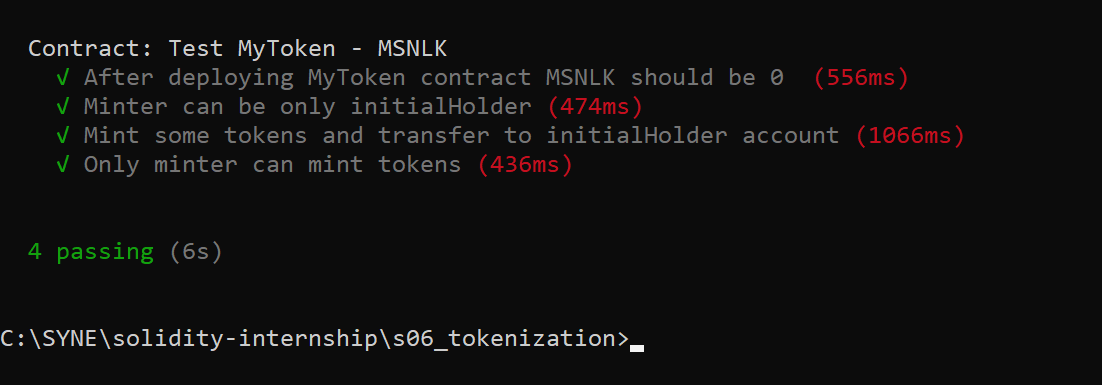 Contract: Test MyToken - MSNLK
√ After deploying MyToken contract MSNLK should be 0  (556ms)
√ Minter can be only initialHolder (474ms)
√ Mint some tokens and transfer to initialHolder account (1066ms)
√ Only minter can mint tokens (436ms)
4 passing (6s)
C:\SYNE\solidity-internship\s06_tokenization>